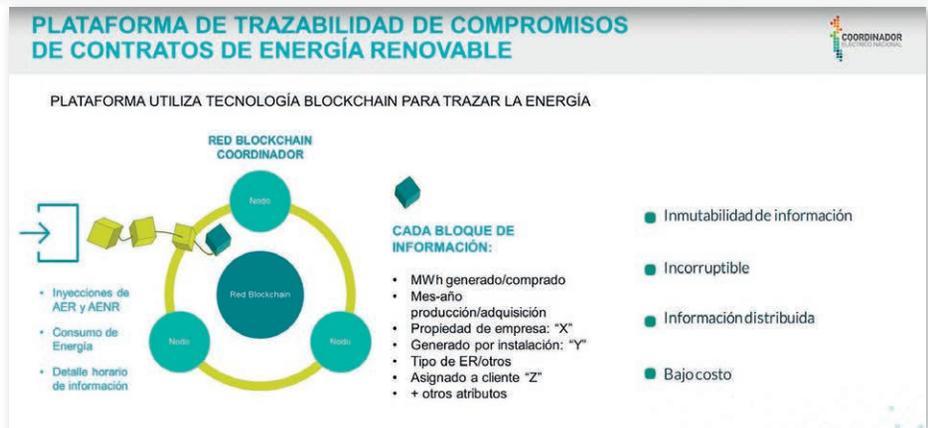 PLATAFORMA DE TRAZABILIDAD DE COMPROMISOS
DE CONTRATOS DE ENERGÍA RENOVABLE
COORDINADOR
ELÉCTRICO NACIONAL
PLATAFORMA UTILIZA TECNOLOGÍA BLOCKCHAIN PARA TRAZAR LA ENERGÍA
RED BLOCKCHAIN
COORDINADOR
Nodo
Red Blockchain
Nodo
Nodo
• Inyecciones de
AER y AENR
• Consumo de
Energía
• Detalle horario
de información
CADA BLOQUE DE
INFORMACIÓN:
• MWh generado/comprado
• Mes-año
producción/adquisición
• Propiedad de empresa: “X”
• Generado por instalación: “Y”
• Tipo de ER/otros
• Asignado a cliente “Z”
• + otros atributos
Inmutabilidad de información
Incorruptible
Información distribuida
Bajo costo